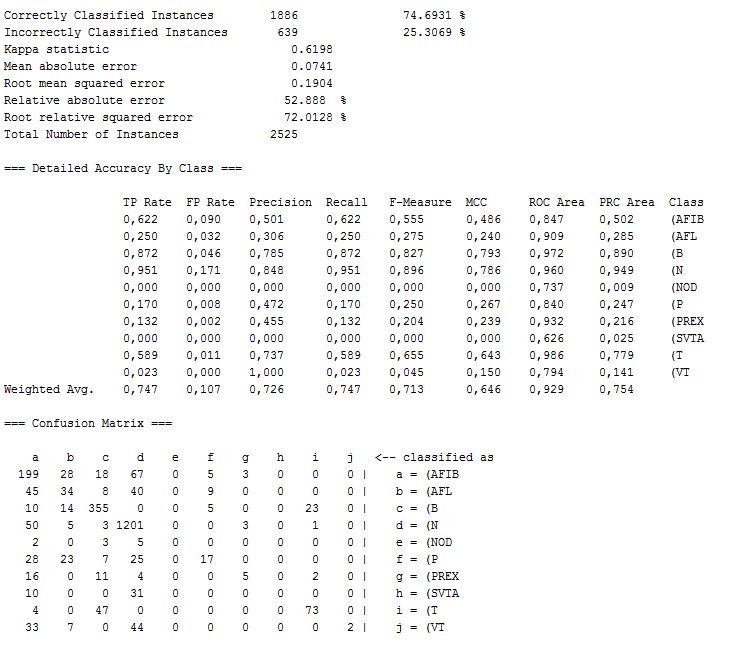 Correctly Classified Instances 1886 74.6931 %
Incorrectly Classified Instances 639 25.3069 %
Kappa statistic 0.6198
Mean absolute error 0.0741
Root mean squared error 0.1904
Relative absolute error 52.888 %
Root relative squared error 72.0128 %
Total Number of Instances 2525
=== Detailed Accuracy By Class ===
TP Rate FP Rate Precision Recall F-Measure MCC ROC Area PRC Area Class
0,622 0,090 0,501 0,622 0,555 0,486 0,847 0,502 (AFIB
0,250 0,032 0,306 0,250 0,275 0,240 0,909 0,285 (AFL
0,872 0,046 0,785 0,872 0,827 0,793 0,972 0,890 (B
0,951 0,171 0,848 0,951 0,896 0,786 0,960 0,949 (N
0,000 0,000 0,000 0,000 0,000 0,000 0,737 0,009 (NOD
0,170 0,008 0,472 0,170 0,250 0,267 0,840 0,247 (P
0,132 0,002 0,455 0,132 0,204 0,239 0,932 0,216 (PREX
0,000 0,000 0,000 0,000 0,000 0,000 0,626 0,025 (SVTA
0,589 0,011 0,737 0,589 0,655 0,643 0,986 0,779 (T
0,023 0,000 1,000 0,023 0,045 0,150 0,794 0,141 (VT
Weighted Avg. 0,747 0,107 0,726 0,747 0,713 0,646 0,929 0,754
=== Confusion Matrix ===
a b c d e f g h i j <-- classified as
199 28 18 67 0 5 3 0 0 0 | a = (AFIB
45 34 8 40 0 9 0 0 0 0 | b = (AFL
10 14 355 0 0 5 0 0 23 0 | c = (B
50 5 3 1201 0 0 3 0 1 0 | d = (N
2 0 3 5 0 0 0 0 0 0 | e = (NOD
28 23 7 25 0 17 0 0 0 0 | f = (P
16 0 11 4 0 0 5 0 2 0 | g = (PREX
10 0 0 31 0 0 0 0 0 0 | h = (SVTA
4 0 47 0 0 0 0 0 73 0 | i = (T
33 7 0 44 0 0 0 0 0 2 | j = (VT